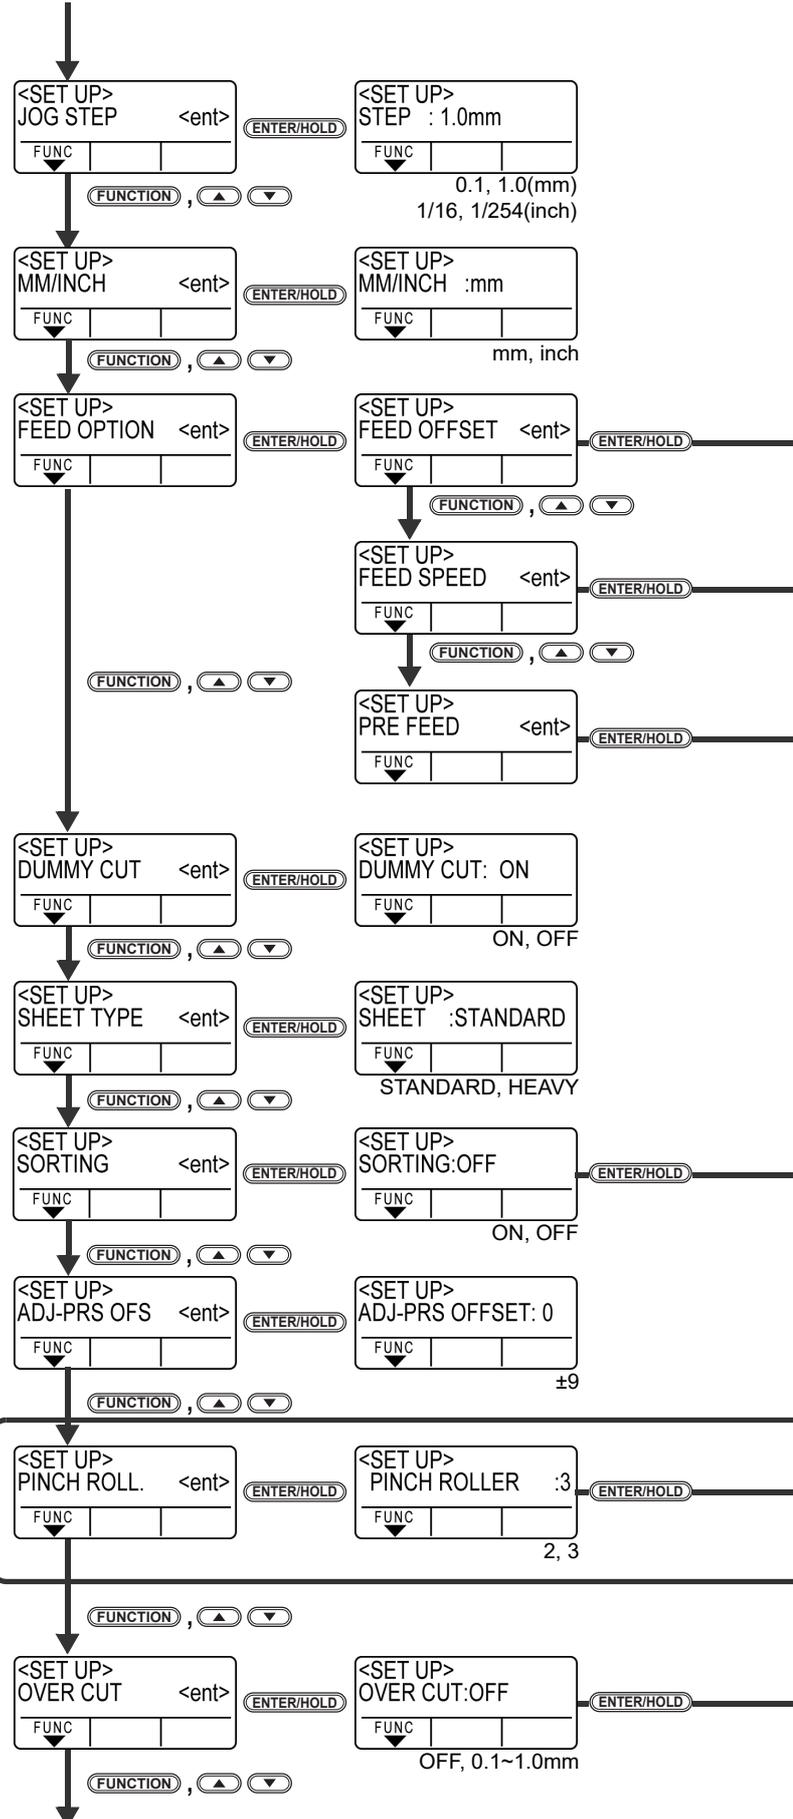 <SET UP> <SET UP>
JOG STEP <ent> ENTER/HOLD STEP : 1.0mm
FUNC FUNC
0.1, 1.0(mm)
FUNCTION , ▲ ▼
1/16, 1/254(inch)
<SET UP> <SET UP>
MM/INCH <ent> ENTER/HOLD MM/INCH :mm
FUNC FUNC
FUNCTION , ▲ ▼ mm, inch
<SET UP> <SET UP>
FEED OPTION <ent> ENTER/HOLD FEED OFFSET <ent> ENTER/HOLD
FUNC FUNC
FUNCTION , ▲ ▼
<SET UP>
FEED SPEED <ent> ENTER/HOLD
FUNC
FUNCTION , ▲ ▼
FUNCTION , ▲ ▼
<SET UP>
PRE FEED <ent> ENTER/HOLD
FUNC
<SET UP> <SET UP>
DUMMY CUT <ent> ENTER/HOLD DUMMY CUT: ON
FUNC FUNC
FUNCTION , ▲ ▼ ON, OFF
<SET UP> <SET UP>
SHEET TYPE <ent> ENTER/HOLD SHEET :STANDARD
FUNC FUNC
STANDARD, HEAVY
FUNCTION , ▲ ▼
<SET UP> <SET UP>
SORTING <ent> ENTER/HOLD SORTING:OFF ENTER/HOLD
FUNC FUNC
ON, OFF
FUNCTION , ▲ ▼
<SET UP> <SET UP>
ADJ-PRS OFS <ent> ENTER/HOLD ADJ-PRS OFFSET: 0
FUNC FUNC
±9
FUNCTION , ▲ ▼
<SET UP> <SET UP>
PINCH ROLL. <ent> ENTER/HOLD PINCH ROLLER :3 ENTER/HOLD
FUNC FUNC
2, 3
FUNCTION , ▲ ▼
<SET UP> <SET UP>
OVER CUT <ent> ENTER/HOLD OVER CUT:OFF ENTER/HOLD
FUNC FUNC
OFF, 0.1~1.0mm
FUNCTION , ▲ ▼